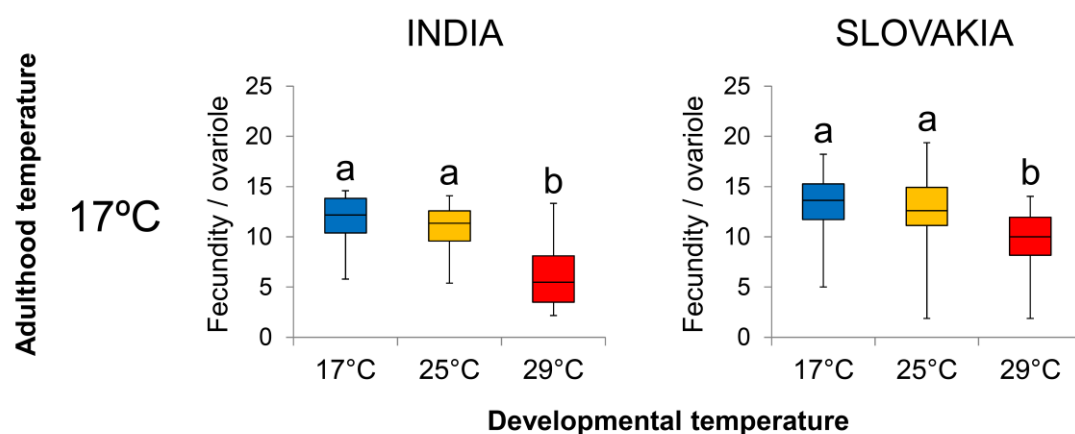 INDIA
SLOVAKIA
Adulthood temperature
17ºC
Fecundity / ovariole
25
20
15
10
5
0
a
a
b
17°C
25°C
29°C
Fecundity / ovariole
25
20
15
10
5
0
a
a
b
17°C
25°C
29°C
Developmental temperature